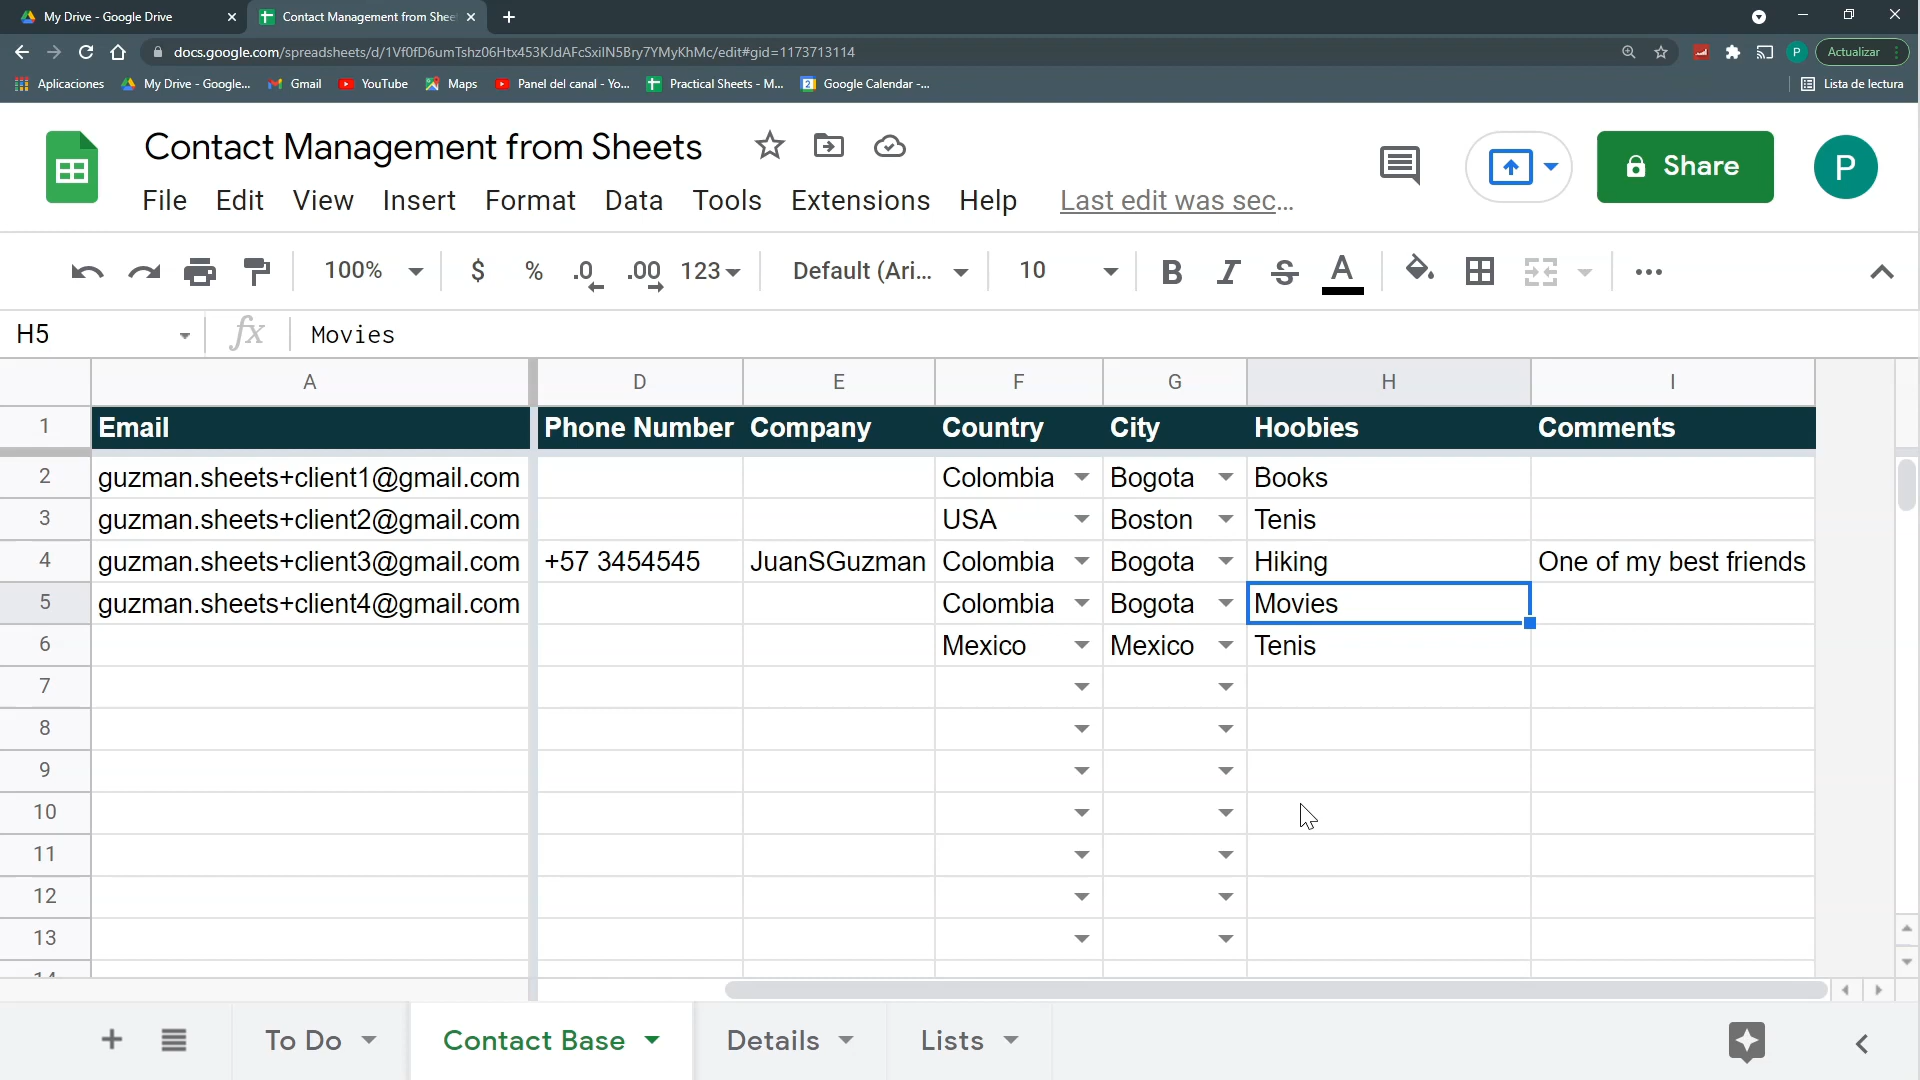 My Drive - Google Drive
Contact Management from Shee
docs.google.com/spreadsheets/d/1Vf0fD6umTshz06Htx453KJdAFcSxiIN5Bry7YMyKhMc/edit#gid=1173713114
P Actualizar
Aplicaciones My Drive - Google... Gmail YouTube Maps Panel del canal - Yo... Practical Sheets - M... Google Calendar -... Lista de lectura
Contact Management from Sheets
Share
P
File Edit View Insert Format Data Tools Extensions Help Last edit was sec...
100% $ % .0 .00 123 Default (Ari... 10 B I S A
H5 fx Movies
A D E F G H I
1 Email Phone Number Company Country City Hoobies Comments
2 guzman.sheets+client1@gmail.com Colombia Bogota Books
3 guzman.sheets+client2@gmail.com USA Boston Tenis
4 guzman.sheets+client3@gmail.com +57 3454545 JuanSGuzman Colombia Bogota Hiking One of my best friends
5 guzman.sheets+client4@gmail.com Colombia Bogota Movies
6 Mexico Mexico Tenis
7
8
9
10
11
12
13
14
To Do Contact Base Details Lists